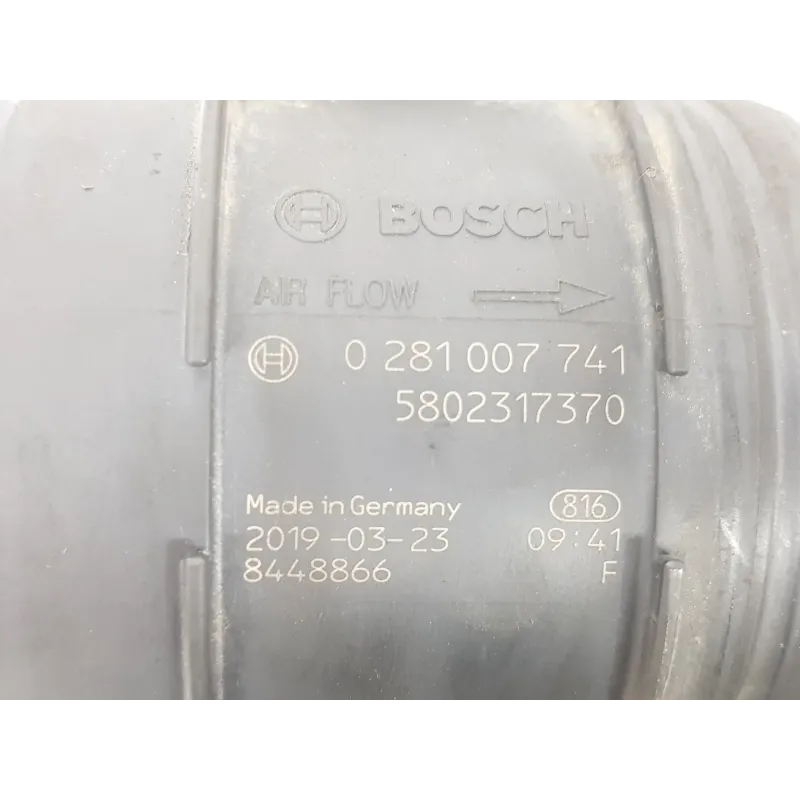 BOSCH
AIR FLOW
0 281 007 741
5802317370
Made in Germany 816
2019-03-23 09:41
8448866 F